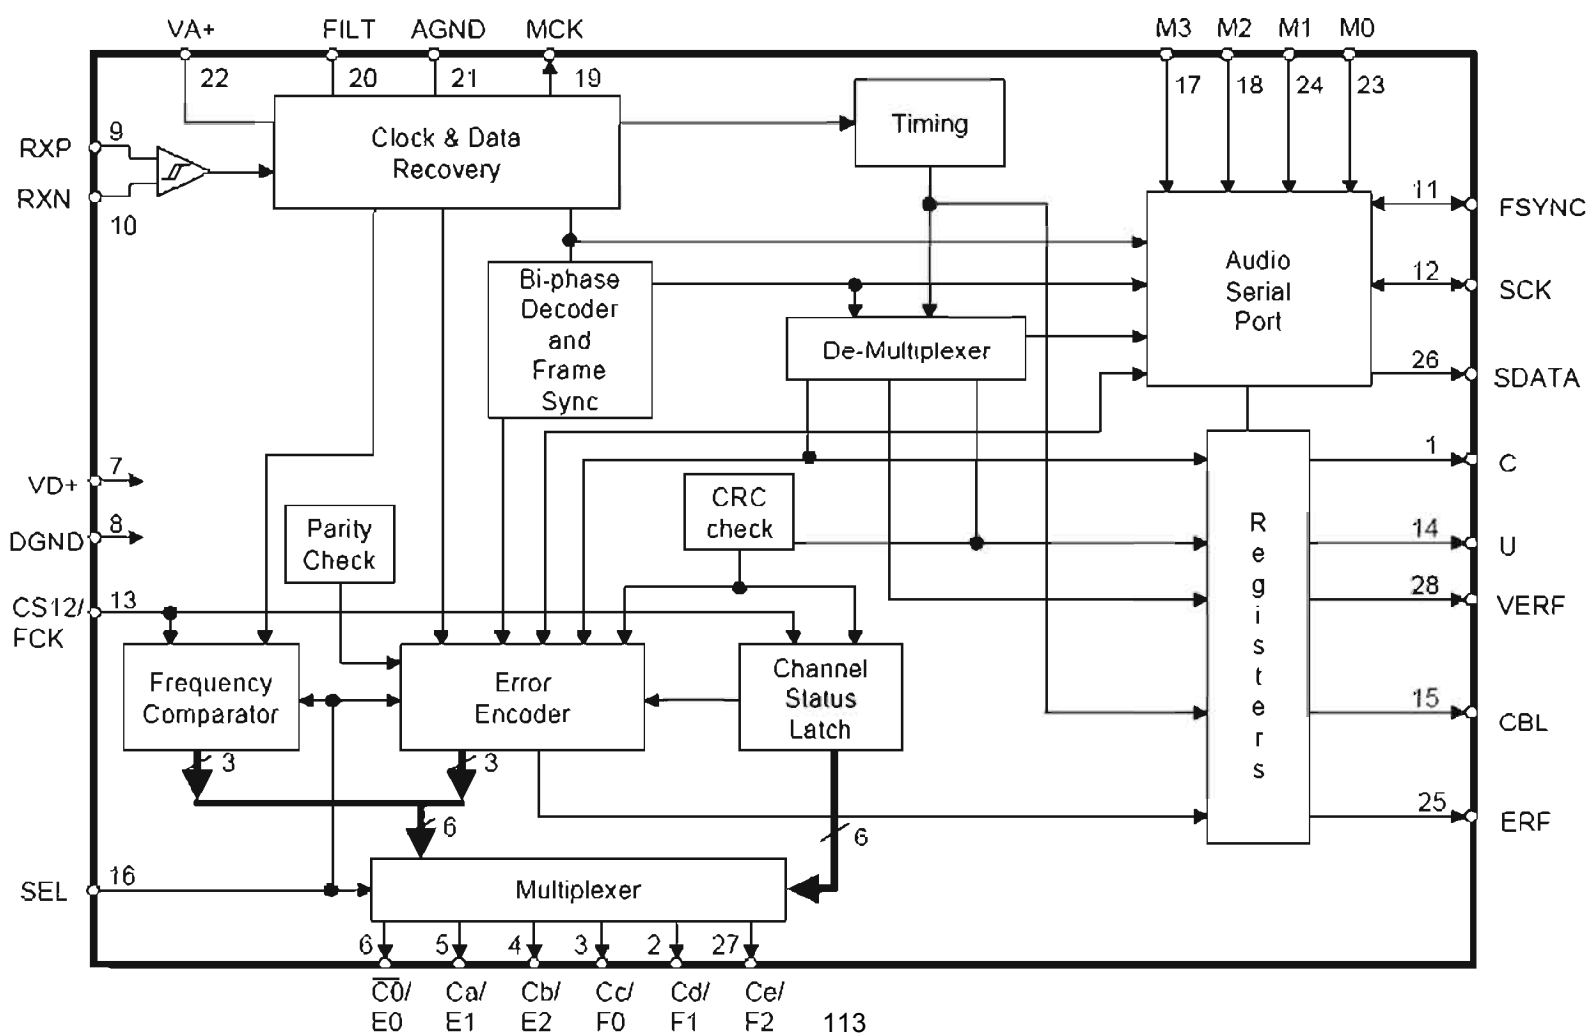 VA+ FILT AGND MCK M3 M2 M1 M0
22 20 21 19 17 18 24 23
Clock & Data
Recovery
Timing
RXP 9
RXN 10
11 FSYNC
Audio
Serial
Port
12 SCK
26 SDATA
Bi-phase
Decoder
and
Frame
Sync
De-Multiplexer
VD+ 7
DGND 8
CS12/ 13
FCK
Parity
Check
CRC
check
R
e
g
i
s
t
e
r
s
1 C
14 U
28 VERF
15 CBL
25 ERF
Frequency
Comparator
Error
Encoder
Channel
Status
Latch
3 3
6 6
SEL 16
Multiplexer
6 5 4 3 2 27
C0/ Ca/ Cb/ Cc/ Cd/ Ce/
E0 E1 E2 F0 F1 F2 113